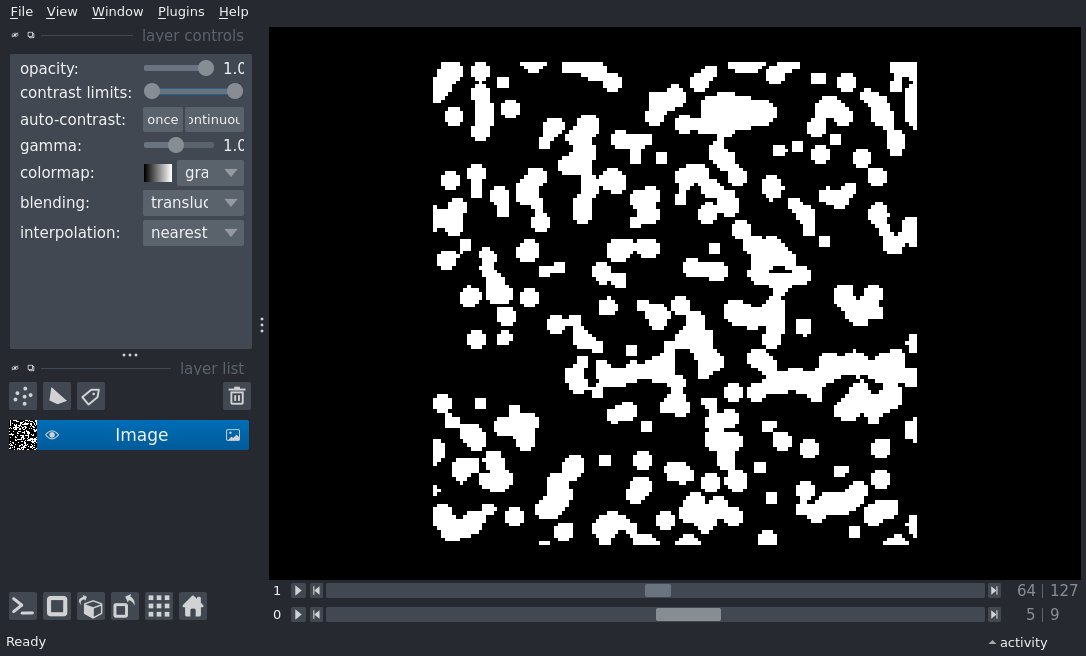 File View Window Plugins Help
layer controls
opacity: 1.0
contrast limits:
auto-contrast: once ontinuou
gamma: 1.0
colormap: gra
blending: transluc
interpolation: nearest
layer list
Image
1 64 | 127
0 5 | 9
Ready activity